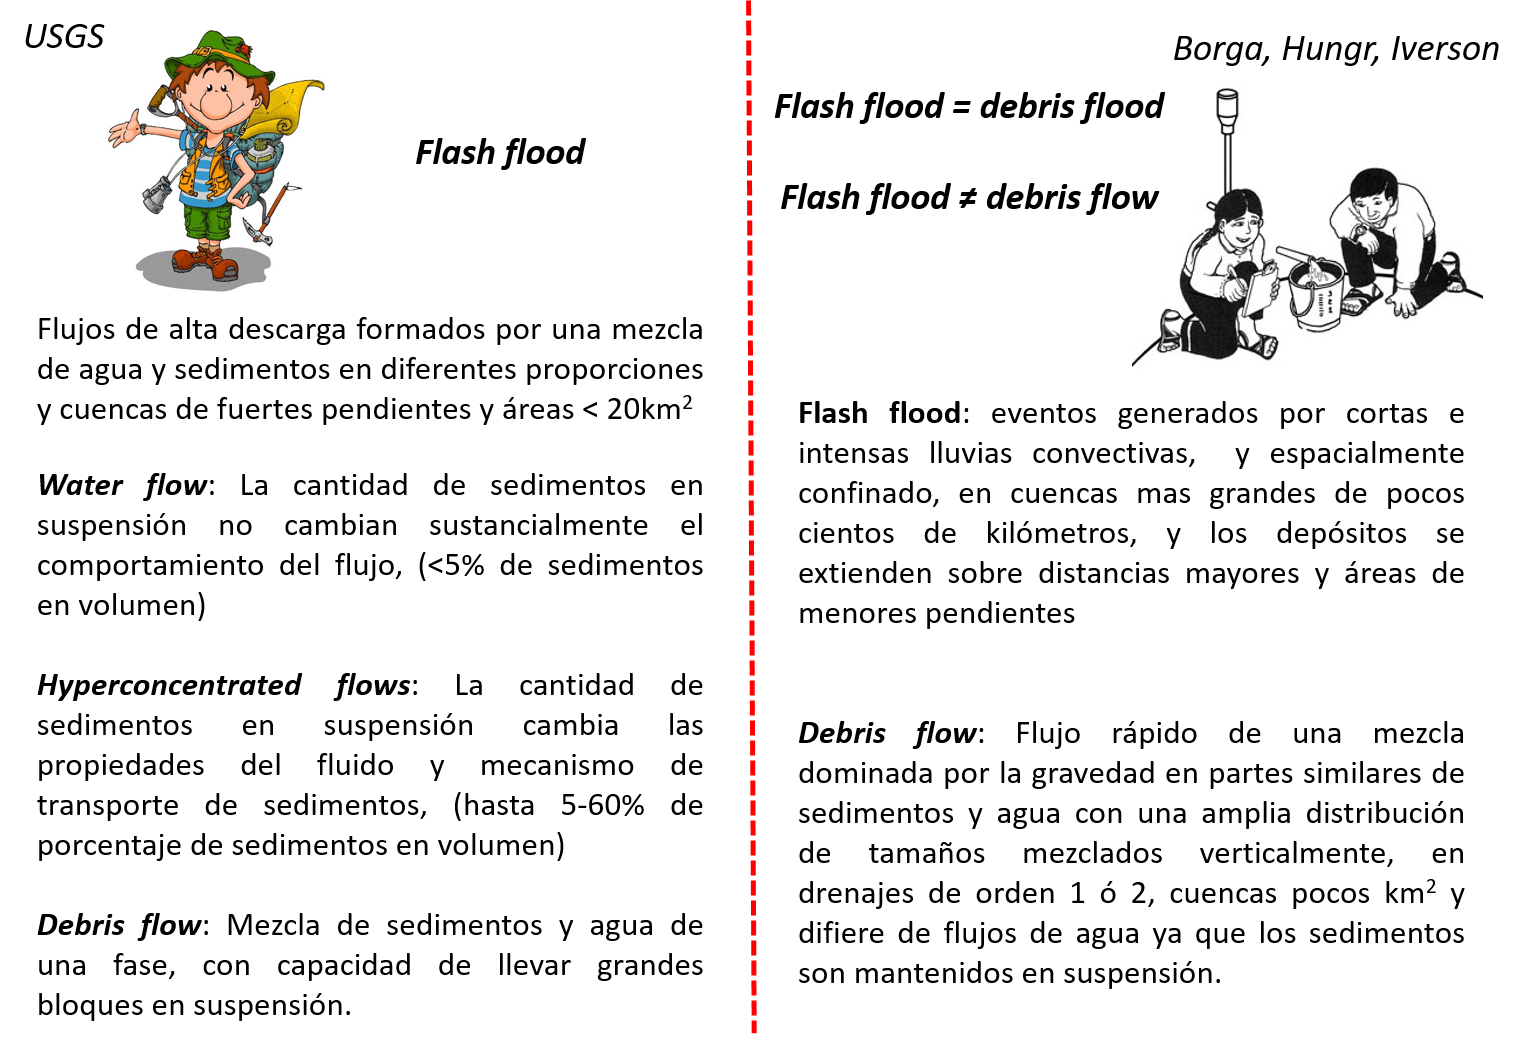 USGS
Flash flood
Flujos de alta descarga formados por una mezcla
de agua y sedimentos en diferentes proporciones
y cuencas de fuertes pendientes y áreas < 20km²
Water flow: La cantidad de sedimentos en
suspensión no cambian sustancialmente el
comportamiento del flujo, (<5% de sedimentos
en volumen)
Hyperconcentrated flows: La cantidad de
sedimentos en suspensión cambia las
propiedades del fluido y mecanismo de
transporte de sedimentos, (hasta 5-60% de
porcentaje de sedimentos en volumen)
Debris flow: Mezcla de sedimentos y agua de
una fase, con capacidad de llevar grandes
bloques en suspensión.
Borga, Hungr, Iverson
Flash flood = debris flood
Flash flood ≠ debris flow
Flash flood: eventos generados por cortas e
intensas lluvias convectivas, y espacialmente
confinado, en cuencas mas grandes de pocos
cientos de kilómetros, y los depósitos se
extienden sobre distancias mayores y áreas de
menores pendientes
Debris flow: Flujo rápido de una mezcla
dominada por la gravedad en partes similares de
sedimentos y agua con una amplia distribución
de tamaños mezclados verticalmente, en
drenajes de orden 1 ó 2, cuencas pocos km² y
difiere de flujos de agua ya que los sedimentos
son mantenidos en suspensión.